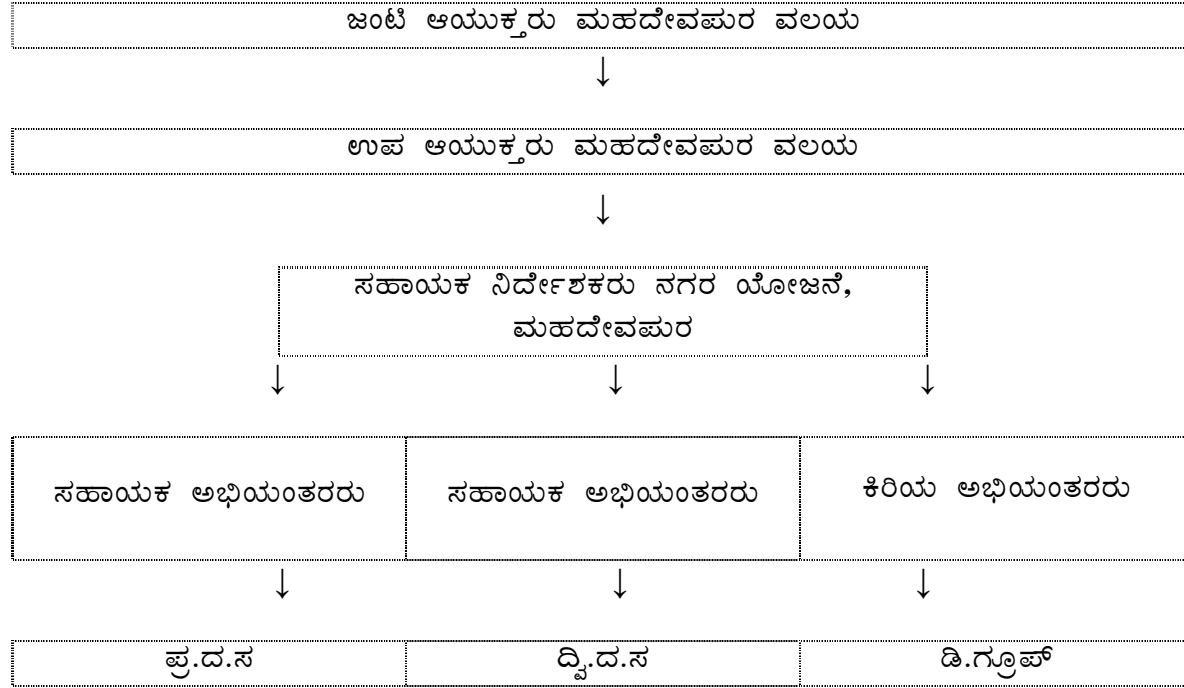 ಜಂಟಿ ಆಯುಕ್ತರು ಮಹದೇವಪುರ ವಲಯ
↓
ಉಪ ಆಯುಕ್ತರು ಮಹದೇವಪುರ ವಲಯ
↓
ಸಹಾಯಕ ನಿರ್ದೇಶಕರು ನಗರ ಯೋಜನೆ,
ಮಹದೇವಪುರ
↓ ↓ ↓
ಸಹಾಯಕ ಅಭಿಯಂತರರು ಸಹಾಯಕ ಅಭಿಯಂತರರು ಕಿರಿಯ ಅಭಿಯಂತರರು
↓ ↓ ↓
ಪ್ರ.ದ.ಸ ದ್ವಿ.ದ.ಸ ಡಿ.ಗ್ರೂಪ್